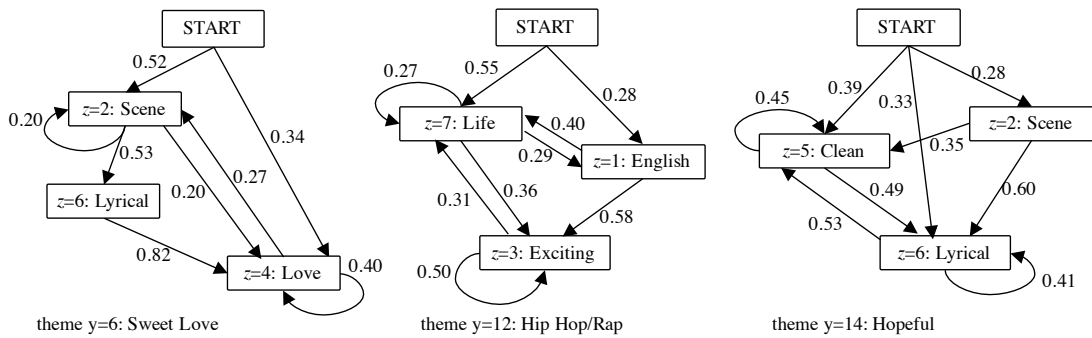 START
0.52
z=2: Scene
0.20
0.34
0.53
0.20
0.27
z=6: Lyrical
0.82
z=4: Love
0.40
theme y=6: Sweet Love
START
0.27
0.55
0.28
z=7: Life
0.40
0.29
z=1: English
0.31
0.36
0.58
z=3: Exciting
0.50
theme y=12: Hip Hop/Rap
START
0.28
0.39
0.33
0.45
z=2: Scene
0.35
z=5: Clean
0.49
0.60
0.53
z=6: Lyrical
0.41
theme y=14: Hopeful